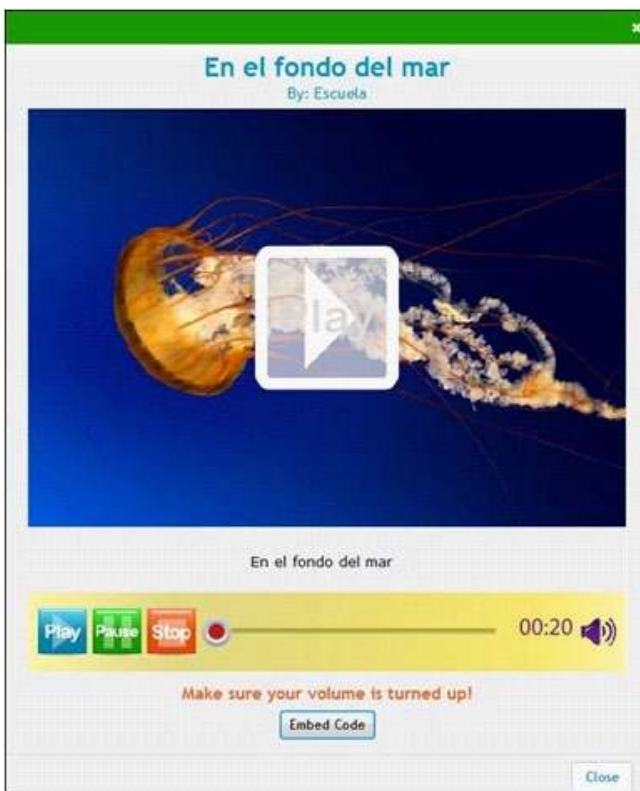 x
En el fondo del mar
By: Escuela
Play
En el fondo del mar
Play Pause Stop 00:20
Make sure your volume is turned up!
Embed Code
Close